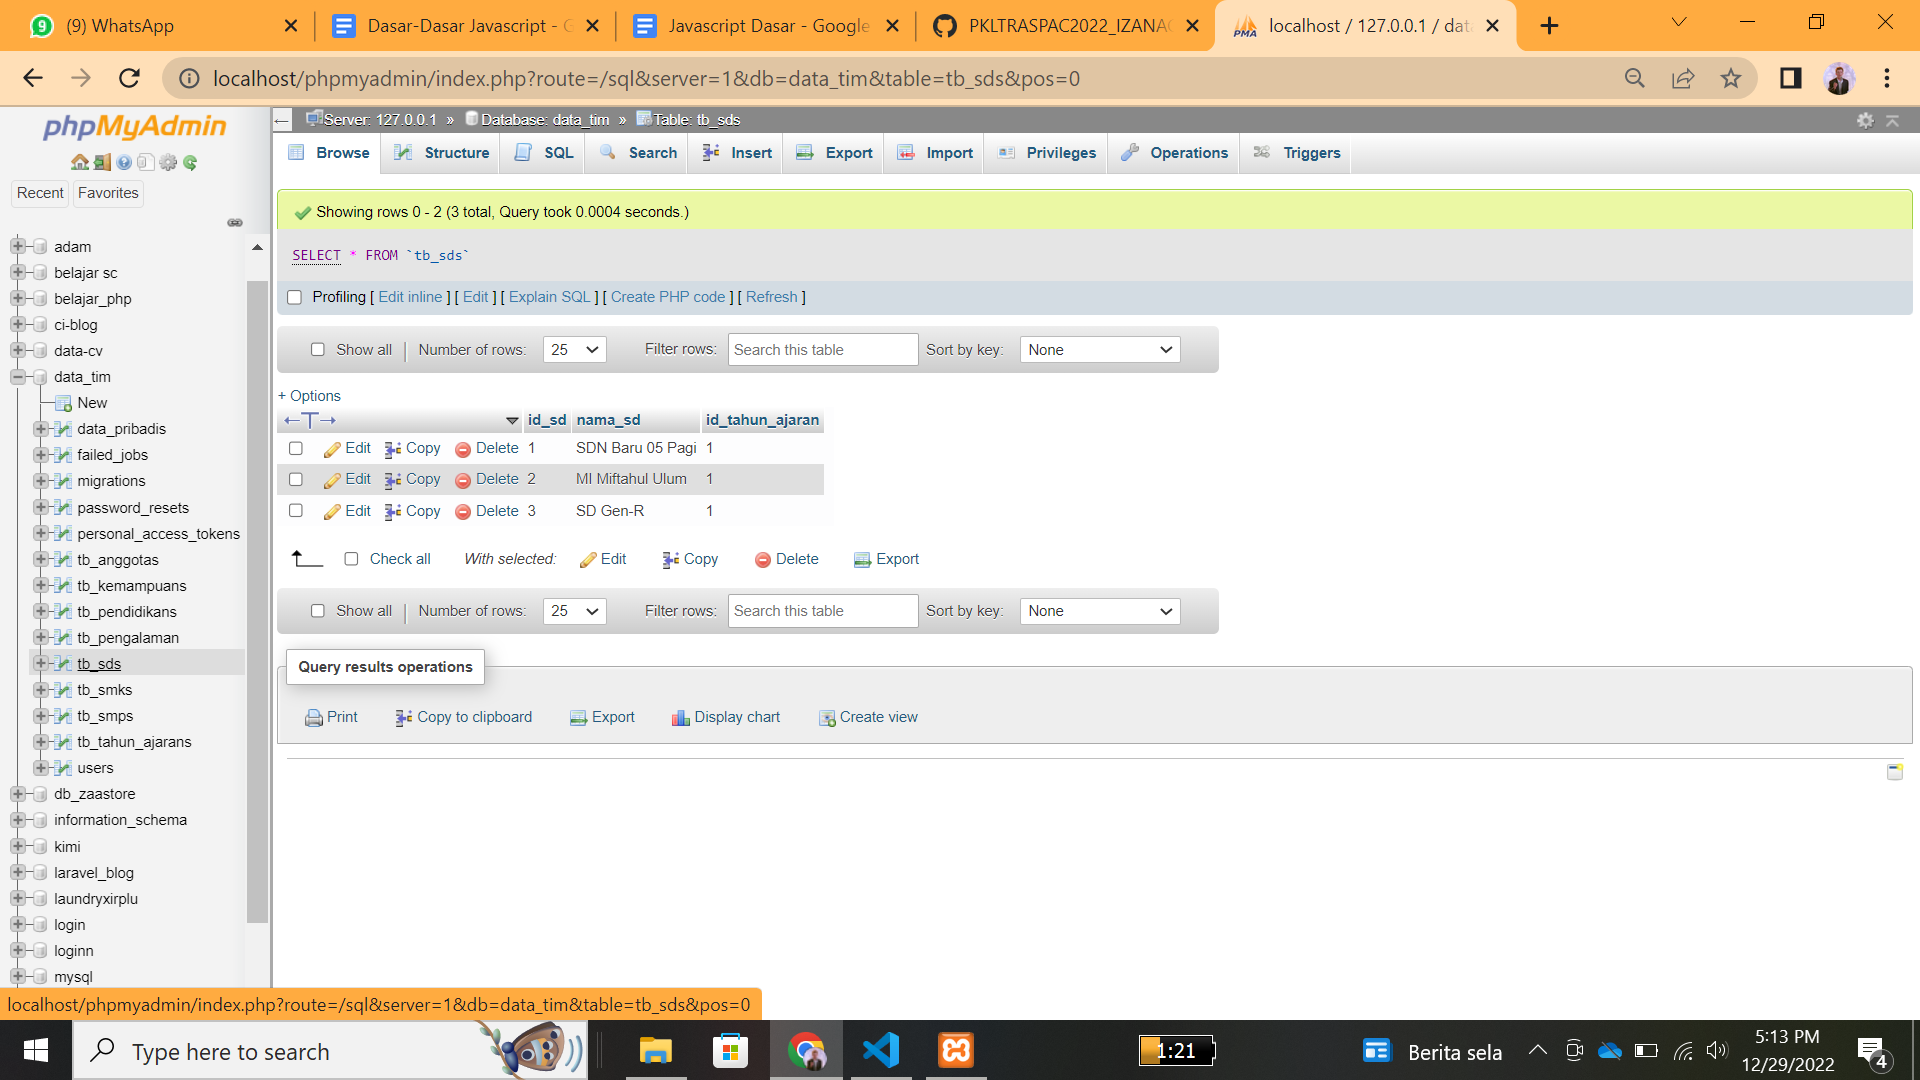 (9) WhatsApp
Dasar-Dasar Javascript - G
Javascript Dasar - Google
PKLTRASPAC2022_IZANAG
localhost / 127.0.0.1 / data
localhost/phpmyadmin/index.php?route=/sql&server=1&db=data_tim&table=tb_sds&pos=0
phpMyAdmin
Recent Favorites
adam
belajar sc
belajar_php
ci-blog
data-cv
data_tim
New
data_pribadis
failed_jobs
migrations
password_resets
personal_access_tokens
tb_anggotas
tb_kemampuans
tb_pendidikans
tb_pengalaman
tb_sds
tb_smks
tb_smps
tb_tahun_ajarans
users
db_zaastore
information_schema
kimi
laravel_blog
laundryxirplu
login
loginn
mysql
Server: 127.0.0.1 » Database: data_tim » Table: tb_sds
Browse Structure SQL Search Insert Export Import Privileges Operations Triggers
Showing rows 0 - 2 (3 total, Query took 0.0004 seconds.)
SELECT * FROM `tb_sds`
Profiling [ Edit inline ] [ Edit ] [ Explain SQL ] [ Create PHP code ] [ Refresh ]
Show all | Number of rows: 25 Filter rows: Search this table Sort by key: None
+ Options
id_sd nama_sd id_tahun_ajaran
Edit Copy Delete 1 SDN Baru 05 Pagi 1
Edit Copy Delete 2 MI Miftahul Ulum 1
Edit Copy Delete 3 SD Gen-R 1
Check all With selected: Edit Copy Delete Export
Show all | Number of rows: 25 Filter rows: Search this table Sort by key: None
Query results operations
Print Copy to clipboard Export Display chart Create view
localhost/phpmyadmin/index.php?route=/sql&server=1&db=data_tim&table=tb_sds&pos=0
Type here to search
1:21
Berita sela
5:13 PM
12/29/2022
4